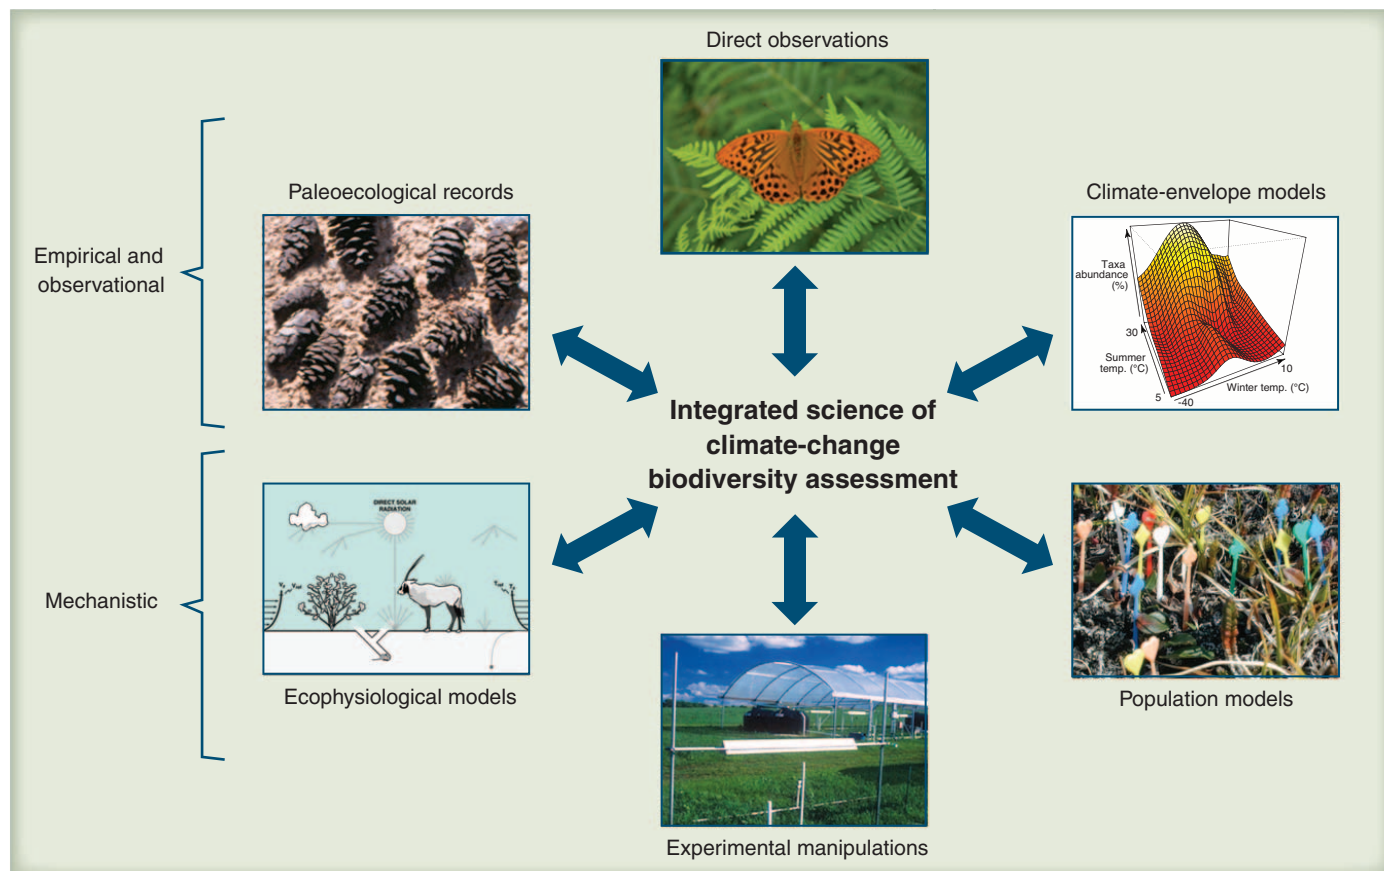 Direct observations
Paleoecological records
Climate-envelope models
Taxa
abundance
(%)
30
Summer
temp. (°C)
5
-40
Winter temp. (°C)
10
Empirical and
observational
Integrated science of
climate-change
biodiversity assessment
DIRECT SOLAR
RADIATION
Mechanistic
Ecophysiological models
Population models
Experimental manipulations